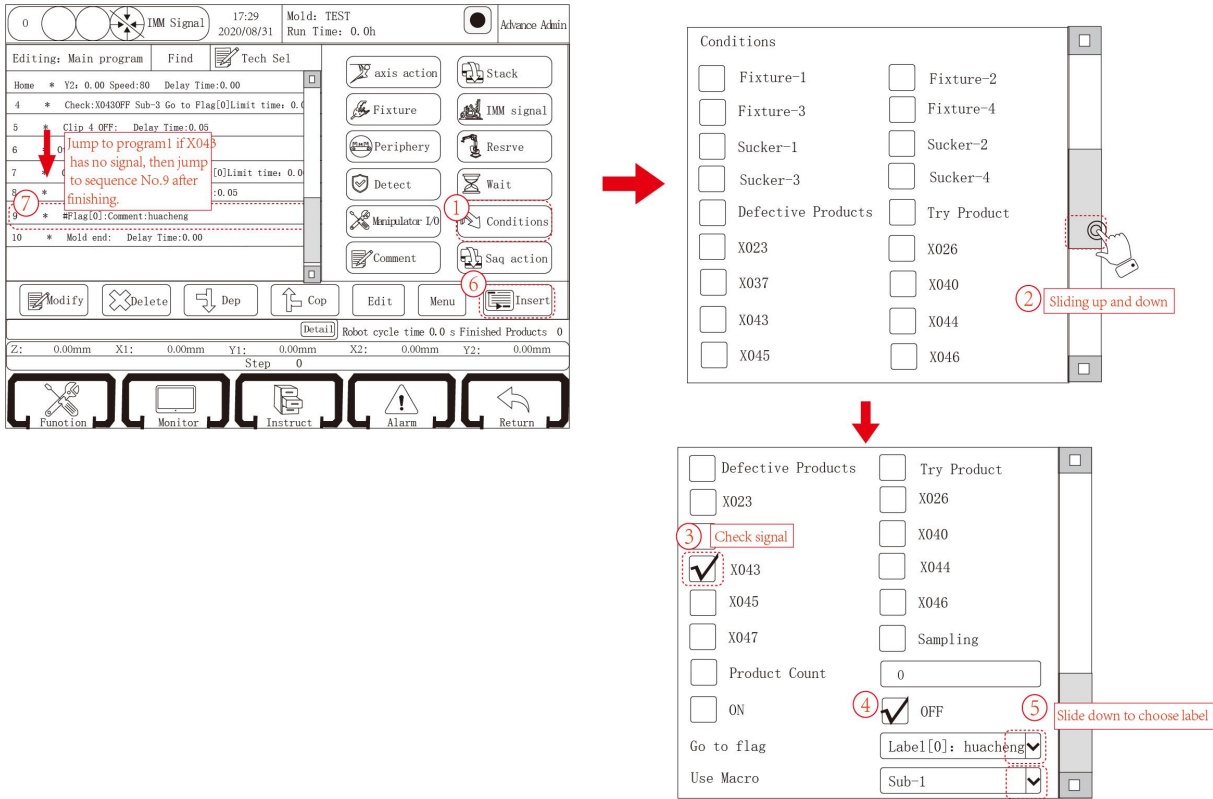 0
IMM Signal
17:29
2020/08/31
Mold: TEST
Run Time: 0.0h
Advance Admin
Editing: Main program
Find
Tech Sel
Home * Y2: 0.00 Speed:80 Delay Time:0.00
4 * Check:X043OFF Sub-3 Go to Flag[0]Limit time: 0.0
5 * Clip 4 OFF: Delay Time:0.05
6 *
7 * [0]Limit time: 0.0
8 * :0.05
9 * #Flag[0]:Comment:huacheng
10 * Mold end: Delay Time:0.00
Jump to program1 if X043
has no signal, then jump
to sequence No.9 after
finishing.
7
axis action
Stack
Fixture
IMM signal
Periphery
Resrve
Detect
Wait
1
Manipulator I/O
Conditions
Comment
Saq action
6
Modify
Delete
Dep
Cop
Edit
Menu
Insert
Detail
Robot cycle time 0.0 s Finished Products 0
Z: 0.00mm X1: 0.00mm Y1: 0.00mm X2: 0.00mm Y2: 0.00mm
Step 0
Funotion
Monitor
Instruct
Alarm
Return
Conditions
Fixture-1
Fixture-2
Fixture-3
Fixture-4
Sucker-1
Sucker-2
Sucker-3
Sucker-4
Defective Products
Try Product
X023
X026
X037
X040
X043
X044
X045
X046
2
Sliding up and down
Defective Products
Try Product
X023
X026
3
Check signal
X040
X043
X044
X045
X046
X047
Sampling
Product Count
0
ON
4
OFF
5
Slide down to choose label
Go to flag
Label[0]: huacheng
Use Macro
Sub-1